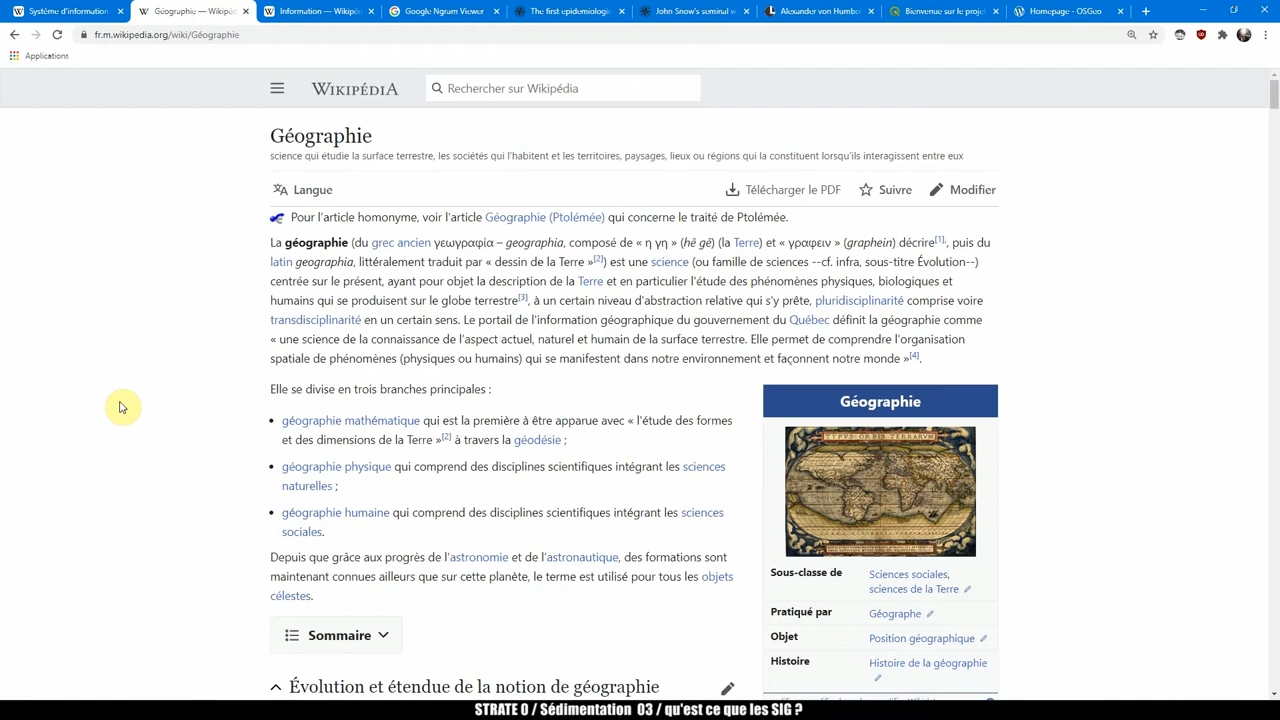 Système d'information
Géographie — Wikipéd
Information — Wikipé
Google Ngram Viewer
The first epidemiologic
John Snow's seminal w
Alexander von Humbo
Bienvenue sur le projet
Homepage - OSGeo
fr.m.wikipedia.org/wiki/Géographie
Applications
WIKIPÉDIA
Rechercher sur Wikipédia
Géographie
science qui étudie la surface terrestre, les sociétés qui l'habitent et les territoires, paysages, lieux ou régions qui la constituent lorsqu'ils interagissent entre eux
Langue
Télécharger le PDF
Suivre
Modifier
Pour l'article homonyme, voir l'article Géographie (Ptolémée) qui concerne le traité de Ptolémée.
La géographie (du grec ancien γεωγραφία – geographia, composé de « η γη » (hê gê) (la Terre) et « γραφειν » (graphein) décrire[1], puis du
latin geographia, littéralement traduit par « dessin de la Terre »[2]) est une science (ou famille de sciences --cf. infra, sous-titre Évolution--)
centrée sur le présent, ayant pour objet la description de la Terre et en particulier l'étude des phénomènes physiques, biologiques et
humains qui se produisent sur le globe terrestre[3], à un certain niveau d'abstraction relative qui s'y prête, pluridisciplinarité comprise voire
transdisciplinarité en un certain sens. Le portail de l'information géographique du gouvernement du Québec définit la géographie comme
« une science de la connaissance de l'aspect actuel, naturel et humain de la surface terrestre. Elle permet de comprendre l'organisation
spatiale de phénomènes (physiques ou humains) qui se manifestent dans notre environnement et façonnent notre monde »[4].
Elle se divise en trois branches principales :
• géographie mathématique qui est la première à être apparue avec « l'étude des formes
et des dimensions de la Terre »[2] à travers la géodésie ;
• géographie physique qui comprend des disciplines scientifiques intégrant les sciences
naturelles ;
• géographie humaine qui comprend des disciplines scientifiques intégrant les sciences
sociales.
Depuis que grâce aux progrès de l'astronomie et de l'astronautique, des formations sont
maintenant connues ailleurs que sur cette planète, le terme est utilisé pour tous les objets
célestes.
Sommaire
Évolution et étendue de la notion de géographie
Géographie
TYPVS ORBIS TERRARVM
Sous-classe de
Sciences sociales,
sciences de la Terre
Pratiqué par
Géographe
Objet
Position géographique
Histoire
Histoire de la géographie
STRATE 0 / Sédimentation 03 / qu'est ce que les SIG ?